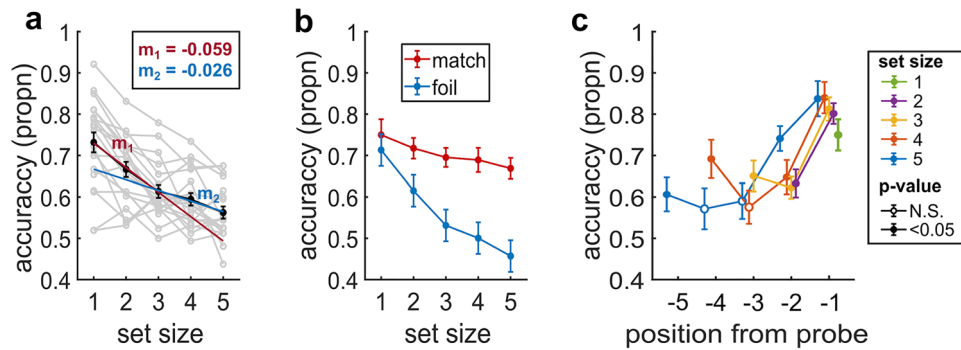 a
m1 = -0.059
m2 = -0.026
m1
m2
accuraccy (propn)
1
0.9
0.8
0.7
0.6
0.5
0.4
1 2 3 4 5
set size
b
match
foil
accuraccy (propn)
1
0.9
0.8
0.7
0.6
0.5
0.4
1 2 3 4 5
set size
c
accuraccy (propn)
1
0.9
0.8
0.7
0.6
0.5
0.4
-5 -4 -3 -2 -1
position from probe
set size
1
2
3
4
5
p-value
N.S.
<0.05